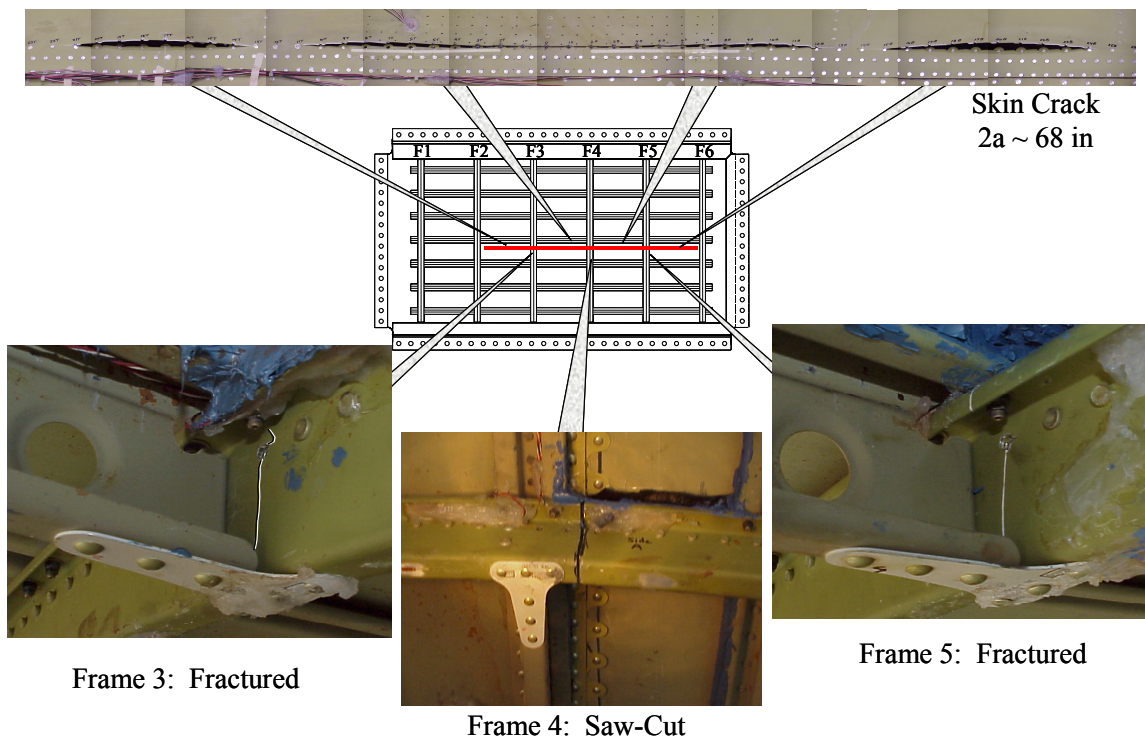 Skin Crack
2a ~ 68 in
F1 F2 F3 F4 F5 F6
Frame 3: Fractured
Frame 4: Saw-Cut
Frame 5: Fractured